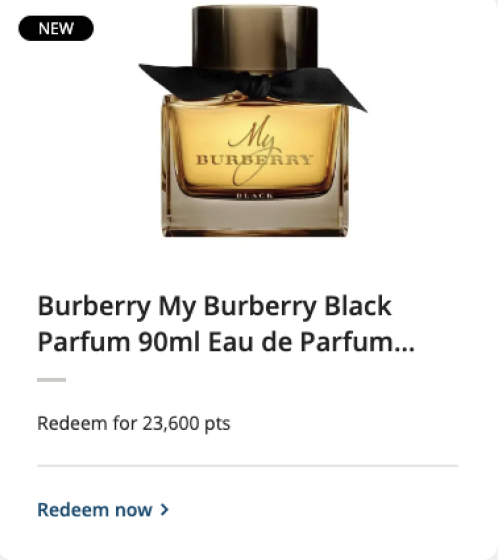 NEW
My
BURBERRY
BLACK
Burberry My Burberry Black
Parfum 90ml Eau de Parfum...
Redeem for 23,600 pts
Redeem now >